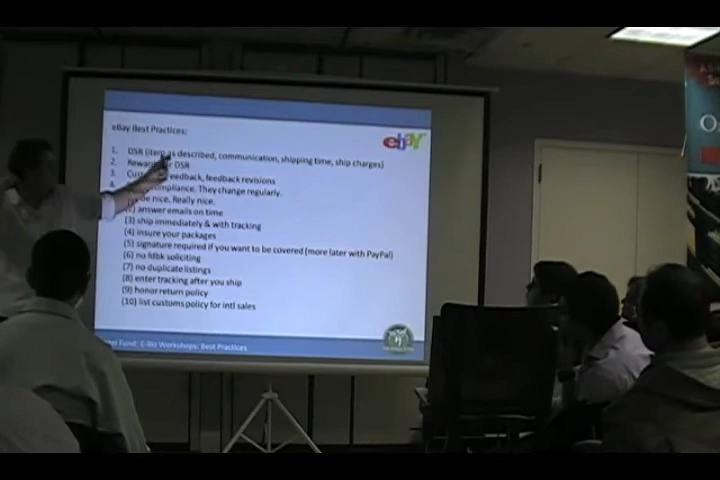 eBay Best Practices:
ebay
1. DSR (item as described, communication, shipping time, ship charges)
2. DSR
3. feedback, feedback revisions
compliance. They change regularly.
be nice. Really nice.
answer emails on time
(3) ship immediately & with tracking
(4) insure your packages
(5) signature required if you want to be covered (more later with PayPal)
(6) no fdbk soliciting
(7) no duplicate listings
(8) enter tracking after you ship
(9) honor return policy
(10) list customs policy for intl sales
Fund: E-Biz Workshops: Best Practices